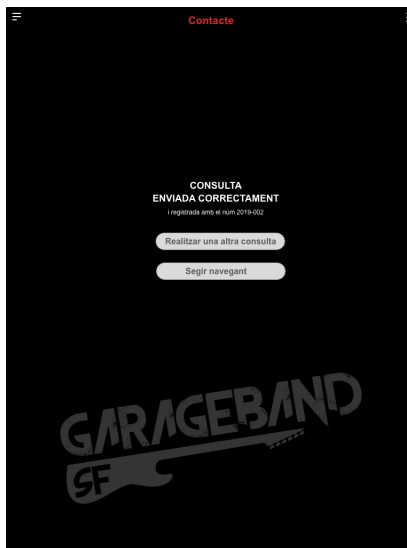 Contacte
CONSULTA
ENVIADA CORRECTAMENT
i registrada amb el núm 2019-002
Realitzar una altra consulta
Segir navegant
GARAGEBAND
SF